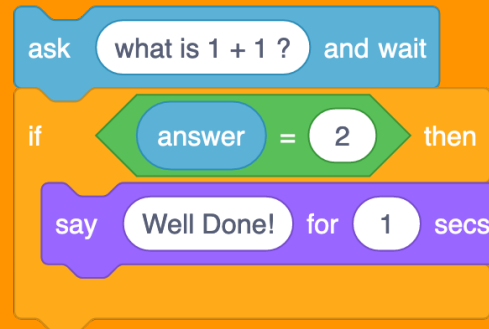 ask what is 1 + 1 ? and wait
if answer = 2 then
say Well Done! for 1 secs